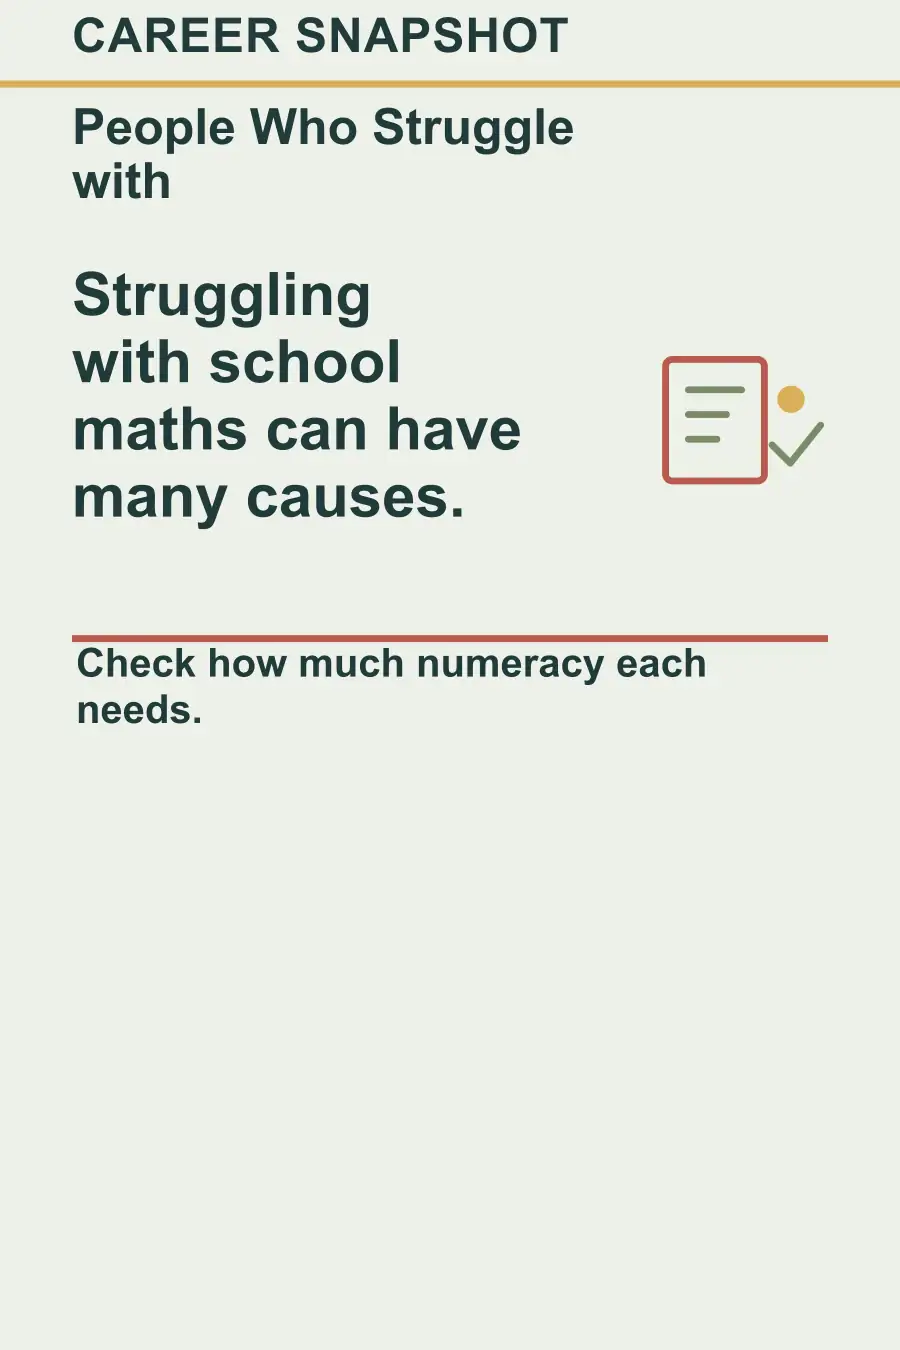 CAREER SNAPSHOT
People Who Struggle
with
Struggling
with school
maths can have
many causes.
Check how much numeracy each
needs.